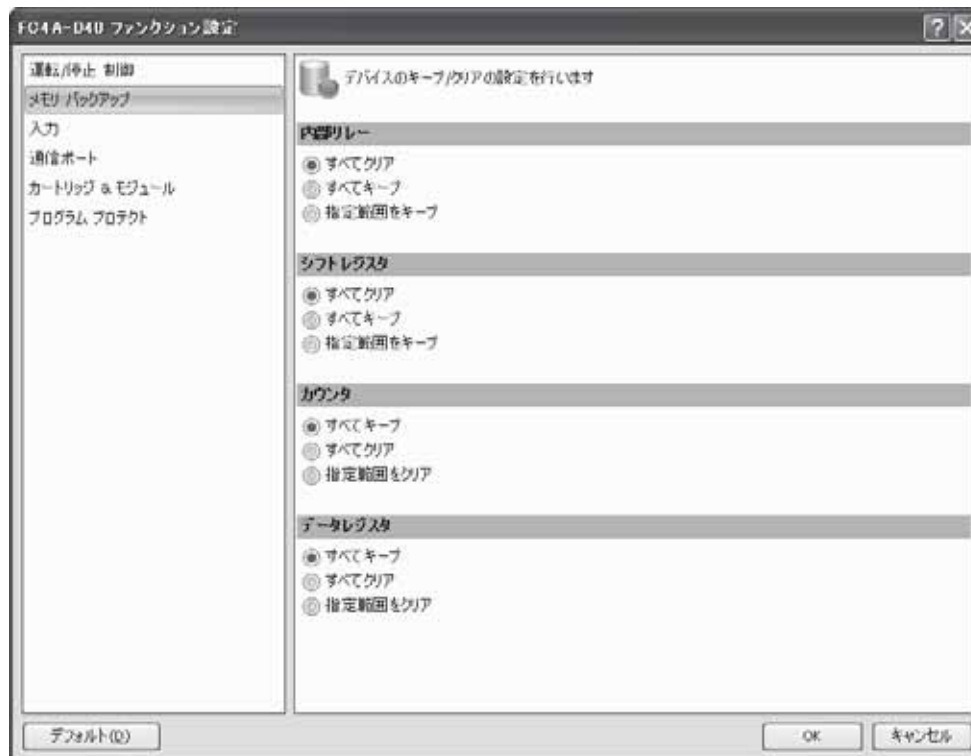 FC4A-D40 ファンクション設定
運転/停止 制御
メモリ バックアップ
入力
通信ポート
カートリッジ & モジュール
プログラム プロテクト
デバイスのキープ/クリアの設定を行います
内部リレー
すべてクリア
すべてキープ
指定範囲をキープ
シフトレジスタ
すべてクリア
すべてキープ
指定範囲をキープ
カウンタ
すべてキープ
すべてクリア
指定範囲をクリア
データレジスタ
すべてキープ
すべてクリア
指定範囲をクリア
デフォルト(D)
OK
キャンセル